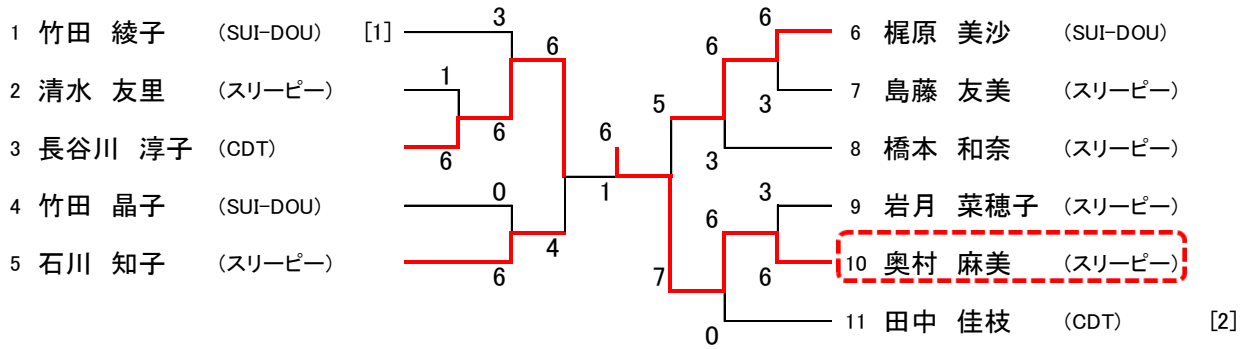 1 竹田 綾子 (SUI-DOU) [1]
2 清水 友里 (スリーピー)
3 長谷川 淳子 (CDT)
4 竹田 晶子 (SUI-DOU)
5 石川 知子 (スリーピー)
3
1
6
6
6
0
6
4
6
1
5
7
6
3
6
0
6
3
3
6
6 梶原 美沙 (SUI-DOU)
7 島藤 友美 (スリーピー)
8 橋本 和奈 (スリーピー)
9 岩月 菜穂子 (スリーピー)
10 奥村 麻美 (スリーピー)
11 田中 佳枝 (CDT) [2]